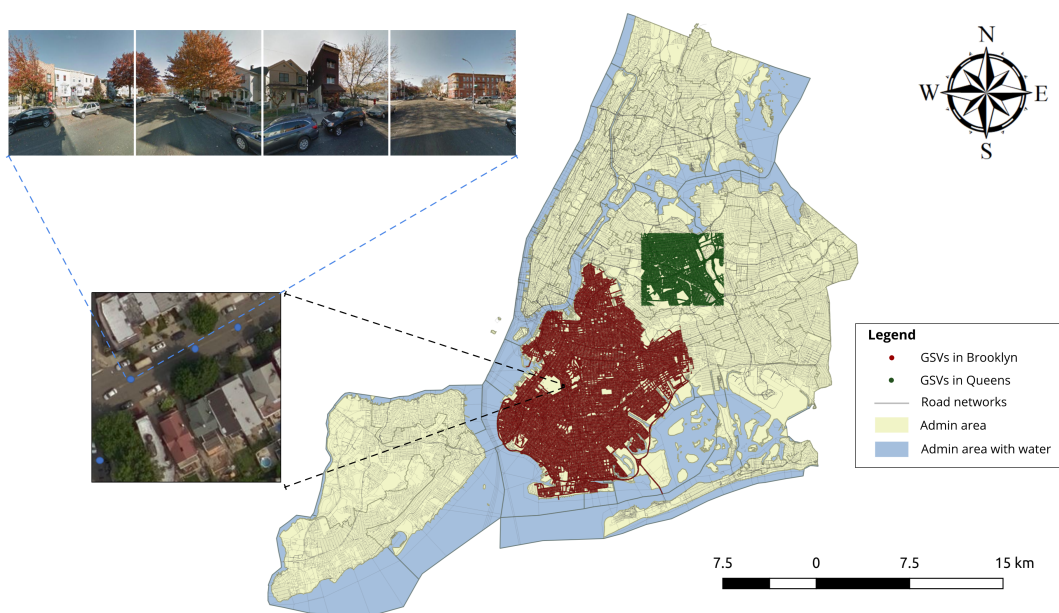 N
W E
S
Legend
GSVs in Brooklyn
GSVs in Queens
Road networks
Admin area
Admin area with water
7.5 0 7.5 15 km